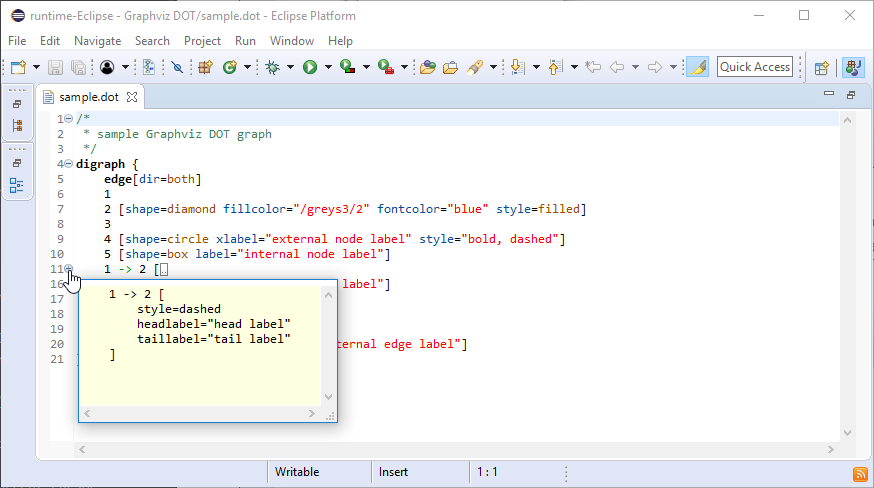 runtime-Eclipse - Graphviz DOT/sample.dot - Eclipse Platform
File Edit Navigate Search Project Run Window Help
Quick Access
sample.dot
1 /*
2 * sample Graphviz DOT graph
3 */
4 digraph {
5 edge[dir=both]
6 1
7 2 [shape=diamond fillcolor="/greys3/2" fontcolor="blue" style=filled]
8 3
9 4 [shape=circle xlabel="external node label" style="bold, dashed"]
10 5 [shape=box label="internal node label"]
11 1 -> 2 [
16 label"]
17
18
19
20 ternal edge label"]
21
1 -> 2 [
style=dashed
headlabel="head label"
taillabel="tail label"
]
Writable Insert 1 : 1